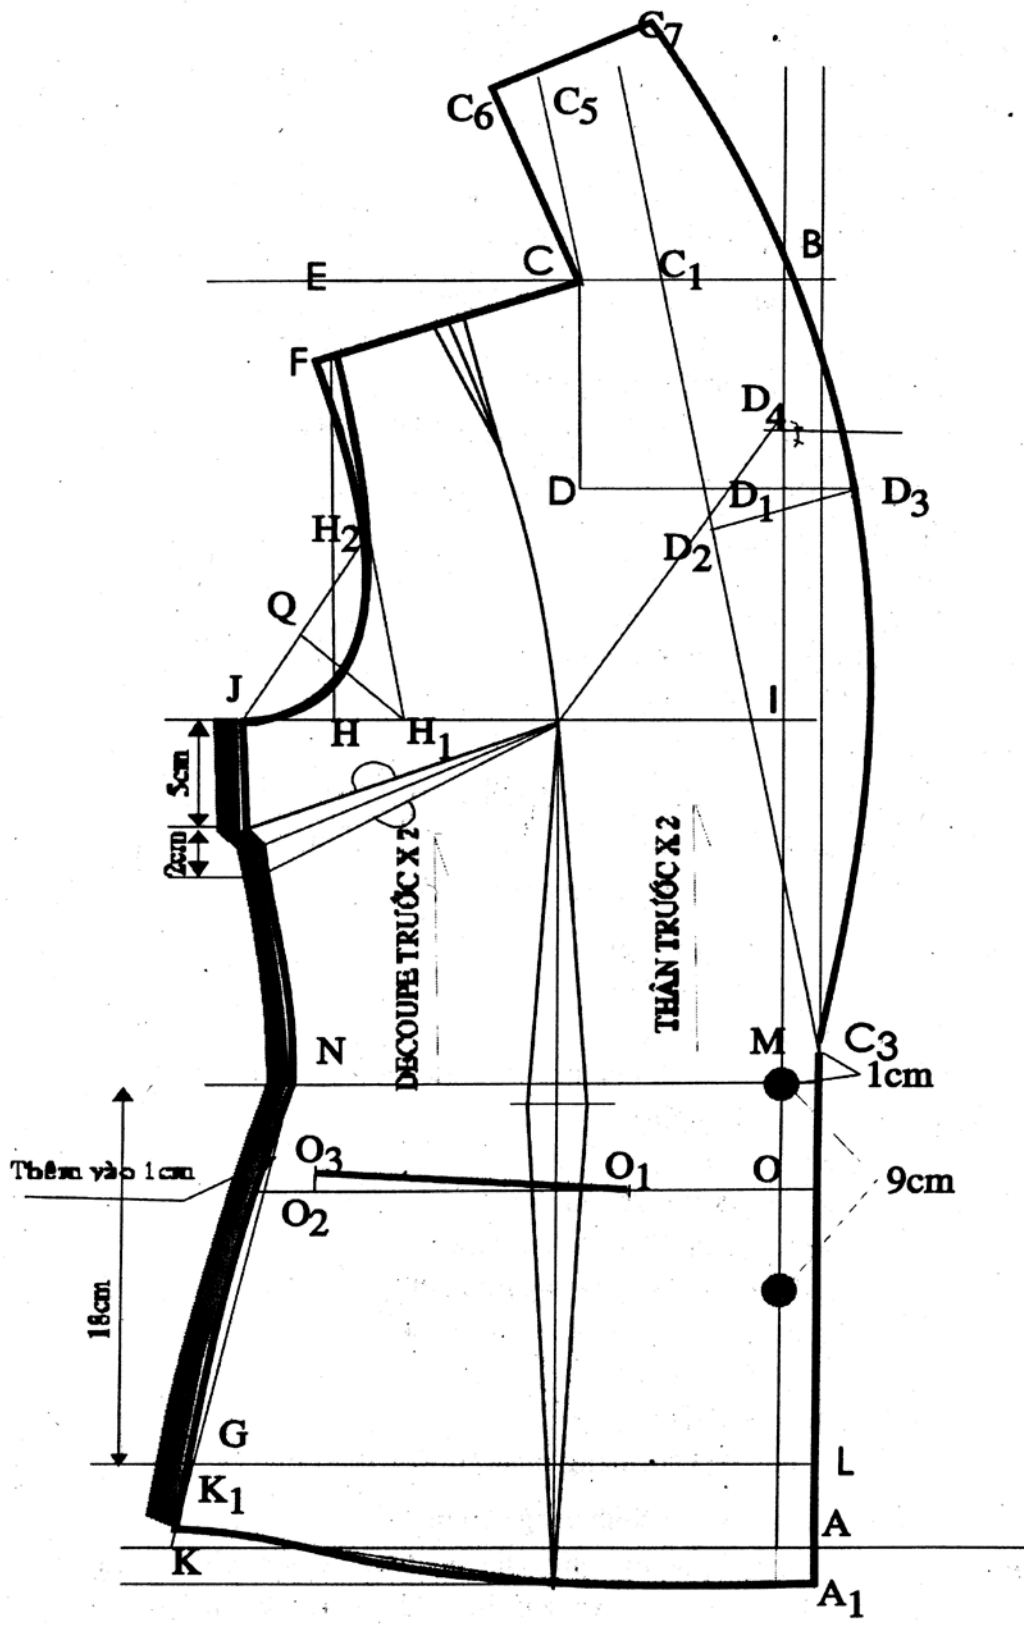 C7
C6
C5
B
E
C
C1
F
D4
D
D1
D3
H2
D2
Q
J
I
H
H1
5cm
2cm
DECOUPE TRƯỚC X 2
THÂN TRƯỚC X 2
N
M
C3
1cm
Thêm vào 1cm
O3
O1
O
9cm
O2
18cm
G
L
K1
A
K
A1